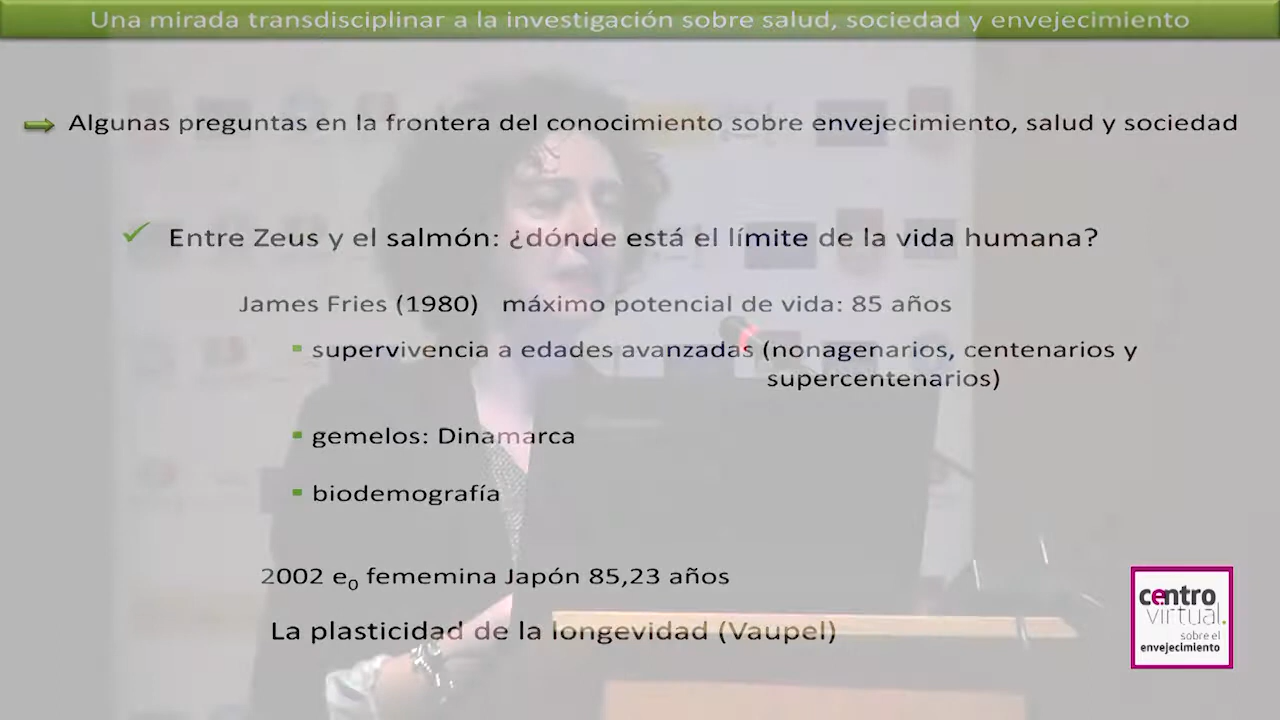 Una mirada transdisciplinar a la investigación sobre salud, sociedad y envejecimiento
Algunas preguntas en la frontera del conocimiento sobre envejecimiento, salud y sociedad
Entre Zeus y el salmón: ¿dónde está el límite de la vida humana?
James Fries (1980) máximo potencial de vida: 85 años
supervivencia a edades avanzadas (nonagenarios, centenarios y
supercentenarios)
gemelos: Dinamarca
biodemografía
2002 e₀ fememina Japón 85,23 años
La plasticidad de la longevidad (Vaupel)
centro
virtual.
sobre el
envejecimiento